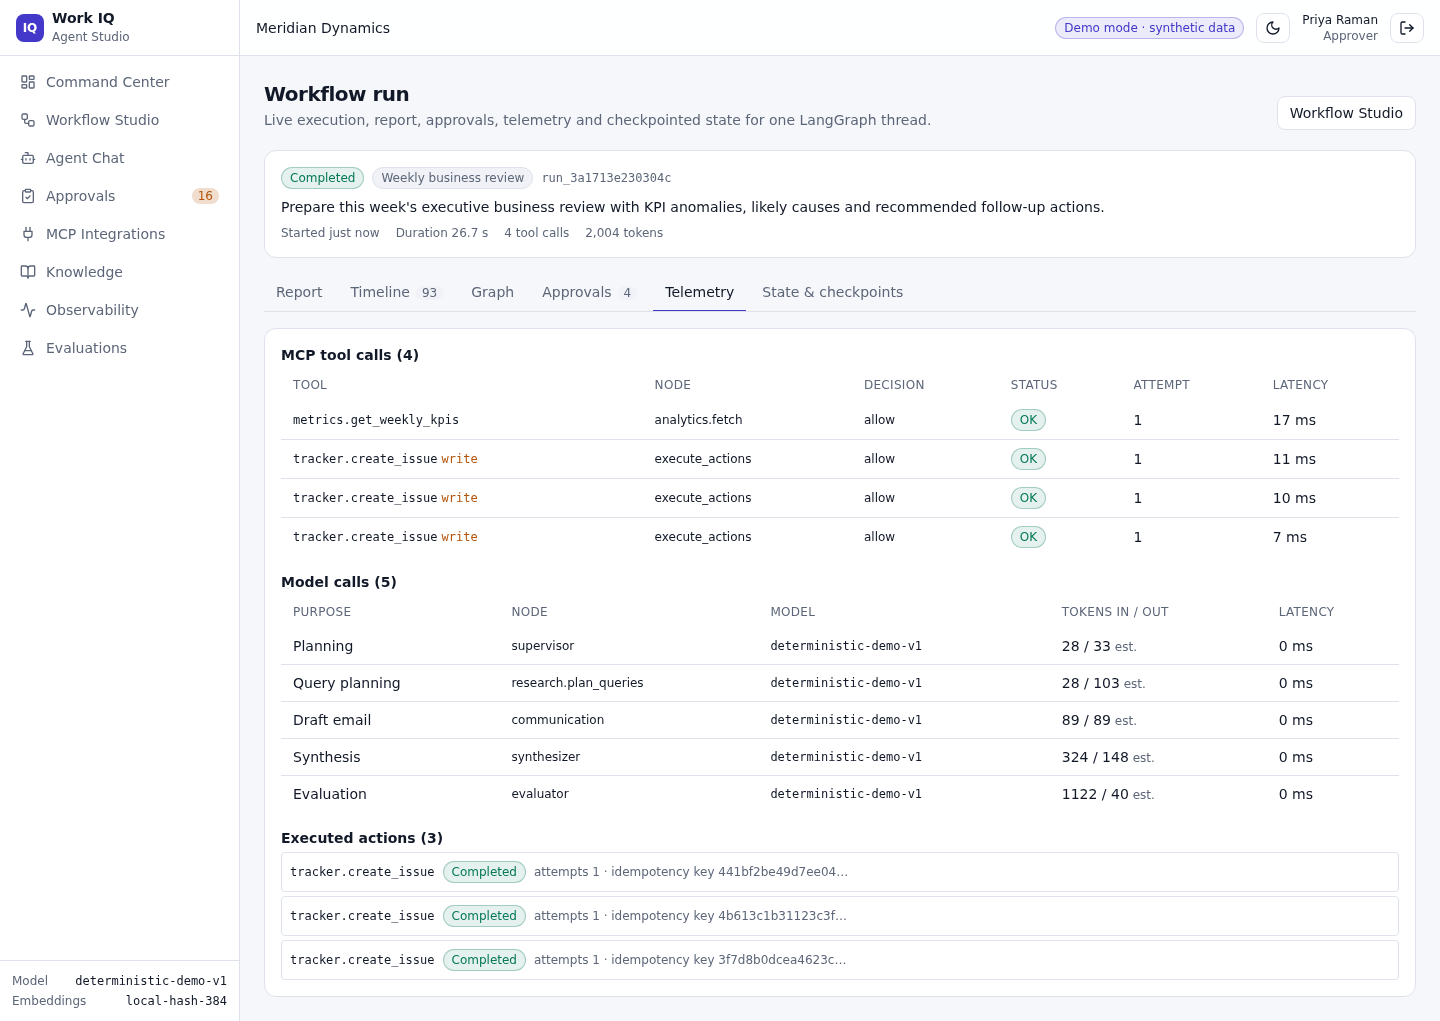 IQ
Work IQ
Agent Studio
Meridian Dynamics
Demo mode · synthetic data
Priya Raman
Approver
Command Center
Workflow Studio
Agent Chat
Approvals 16
MCP Integrations
Knowledge
Observability
Evaluations
Model deterministic-demo-v1
Embeddings local-hash-384
Workflow run
Live execution, report, approvals, telemetry and checkpointed state for one LangGraph thread.
Workflow Studio
Completed Weekly business review run_3a1713e230304c
Prepare this week's executive business review with KPI anomalies, likely causes and recommended follow-up actions.
Started just now Duration 26.7 s 4 tool calls 2,004 tokens
Report Timeline 93 Graph Approvals 4 Telemetry State & checkpoints
MCP tool calls (4)
TOOL NODE DECISION STATUS ATTEMPT LATENCY
metrics.get_weekly_kpis analytics.fetch allow OK 1 17 ms
tracker.create_issue write execute_actions allow OK 1 11 ms
tracker.create_issue write execute_actions allow OK 1 10 ms
tracker.create_issue write execute_actions allow OK 1 7 ms
Model calls (5)
PURPOSE NODE MODEL TOKENS IN / OUT LATENCY
Planning supervisor deterministic-demo-v1 28 / 33 est. 0 ms
Query planning research.plan_queries deterministic-demo-v1 28 / 103 est. 0 ms
Draft email communication deterministic-demo-v1 89 / 89 est. 0 ms
Synthesis synthesizer deterministic-demo-v1 324 / 148 est. 0 ms
Evaluation evaluator deterministic-demo-v1 1122 / 40 est. 0 ms
Executed actions (3)
tracker.create_issue Completed attempts 1 · idempotency key 441bf2be49d7ee04…
tracker.create_issue Completed attempts 1 · idempotency key 4b613c1b31123c3f…
tracker.create_issue Completed attempts 1 · idempotency key 3f7d8b0dcea4623c…